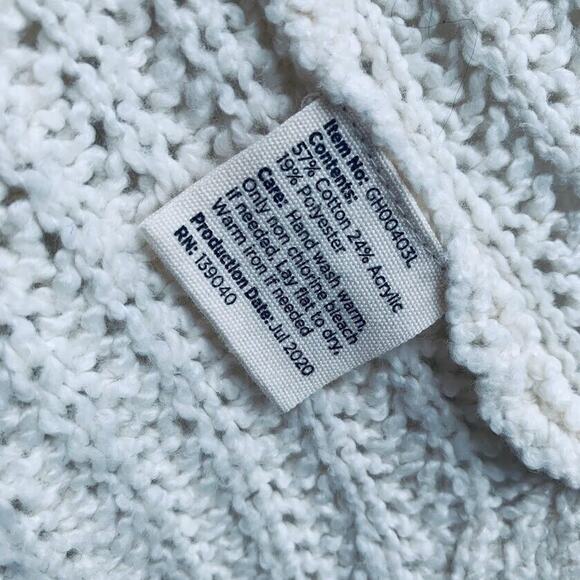 Item No: GH00403L
Contents:
57% Cotton 24% Acrylic
19% Polyester
Care: Hand wash warm,
Only non chlorine bleach
if needed, Lay flat to dry,
Warm iron if needed
Production Date: Jul 2020
RN: 139040